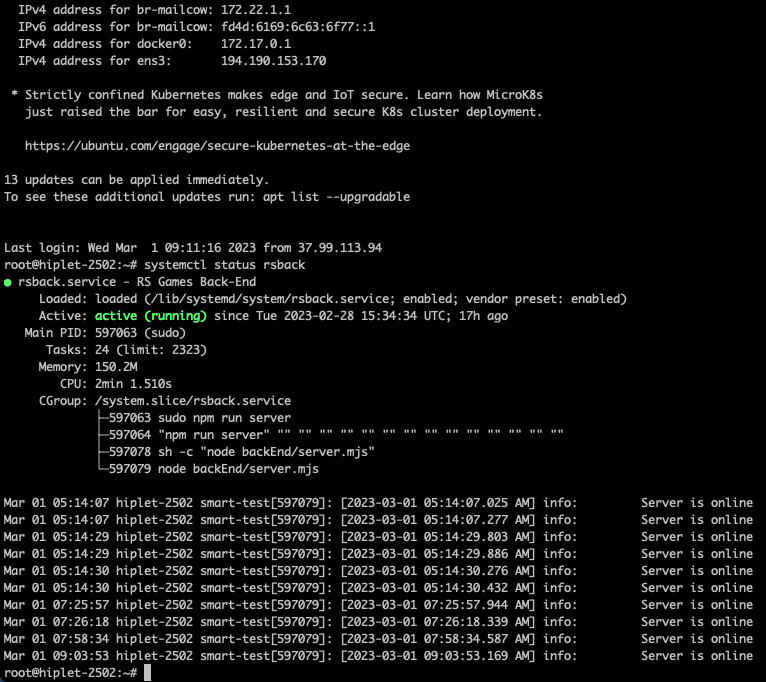 IPv4 address for br-mailcow: 172.22.1.1
IPv6 address for br-mailcow: fd4d:6169:6c63:6f77::1
IPv4 address for docker0:    172.17.0.1
IPv4 address for ens3:       194.190.153.170
* Strictly confined Kubernetes makes edge and IoT secure. Learn how MicroK8s
just raised the bar for easy, resilient and secure K8s cluster deployment.
https://ubuntu.com/engage/secure-kubernetes-at-the-edge
13 updates can be applied immediately.
To see these additional updates run: apt list --upgradable
Last login: Wed Mar  1 09:11:16 2023 from 37.99.113.94
root@hiplet-2502:~# systemctl status rsback
● rsback.service - RS Games Back-End
Loaded: loaded (/lib/systemd/system/rsback.service; enabled; vendor preset: enabled)
Active: active (running) since Tue 2023-02-28 15:34:34 UTC; 17h ago
Main PID: 597063 (sudo)
Tasks: 24 (limit: 2323)
Memory: 150.2M
CPU: 2min 1.510s
CGroup: /system.slice/rsback.service
├─597063 sudo npm run server
├─597064 "npm run server" "" "" "" "" "" "" "" "" "" "" "" "" "" ""
├─597078 sh -c "node backEnd/server.mjs"
└─597079 node backEnd/server.mjs
Mar 01 05:14:07 hiplet-2502 smart-test[597079]: [2023-03-01 05:14:07.025 AM] info:         Server is online
Mar 01 05:14:07 hiplet-2502 smart-test[597079]: [2023-03-01 05:14:07.277 AM] info:         Server is online
Mar 01 05:14:29 hiplet-2502 smart-test[597079]: [2023-03-01 05:14:29.803 AM] info:         Server is online
Mar 01 05:14:29 hiplet-2502 smart-test[597079]: [2023-03-01 05:14:29.886 AM] info:         Server is online
Mar 01 05:14:30 hiplet-2502 smart-test[597079]: [2023-03-01 05:14:30.276 AM] info:         Server is online
Mar 01 05:14:30 hiplet-2502 smart-test[597079]: [2023-03-01 05:14:30.432 AM] info:         Server is online
Mar 01 07:25:57 hiplet-2502 smart-test[597079]: [2023-03-01 07:25:57.944 AM] info:         Server is online
Mar 01 07:26:18 hiplet-2502 smart-test[597079]: [2023-03-01 07:26:18.339 AM] info:         Server is online
Mar 01 07:58:34 hiplet-2502 smart-test[597079]: [2023-03-01 07:58:34.587 AM] info:         Server is online
Mar 01 09:03:53 hiplet-2502 smart-test[597079]: [2023-03-01 09:03:53.169 AM] info:         Server is online
root@hiplet-2502:~#